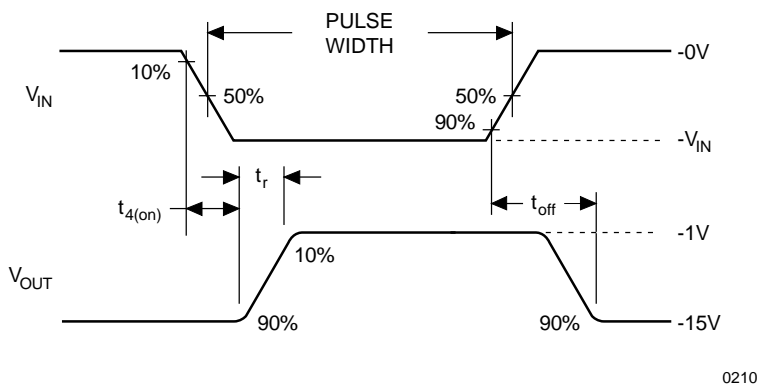 PULSE
WIDTH
-0V
10%
V_IN
50%
50%
90%
-V_IN
t_r
t_4(on)
t_off
-1V
10%
V_OUT
90%
90%
-15V
0210